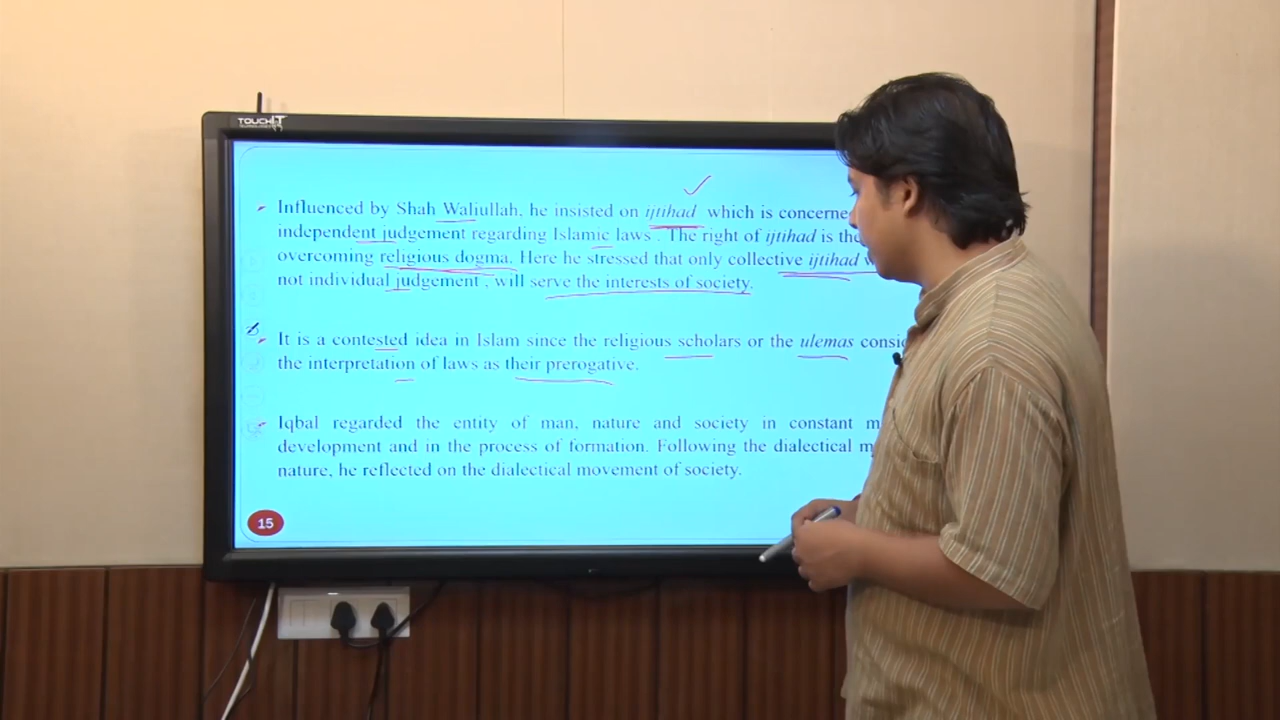 TOUCHIT
Influenced by Shah Waliullah, he insisted on ijtihad which is concerne
independent judgement regarding Islamic laws . The right of ijtihad is the
overcoming religious dogma. Here he stressed that only collective ijtihad
not individual judgement , will serve the interests of society.
It is a contested idea in Islam since the religious scholars or the ulemas consi
the interpretation of laws as their prerogative.
Iqbal regarded the entity of man, nature and society in constant
development and in the process of formation. Following the dialectical
nature, he reflected on the dialectical movement of society.
15